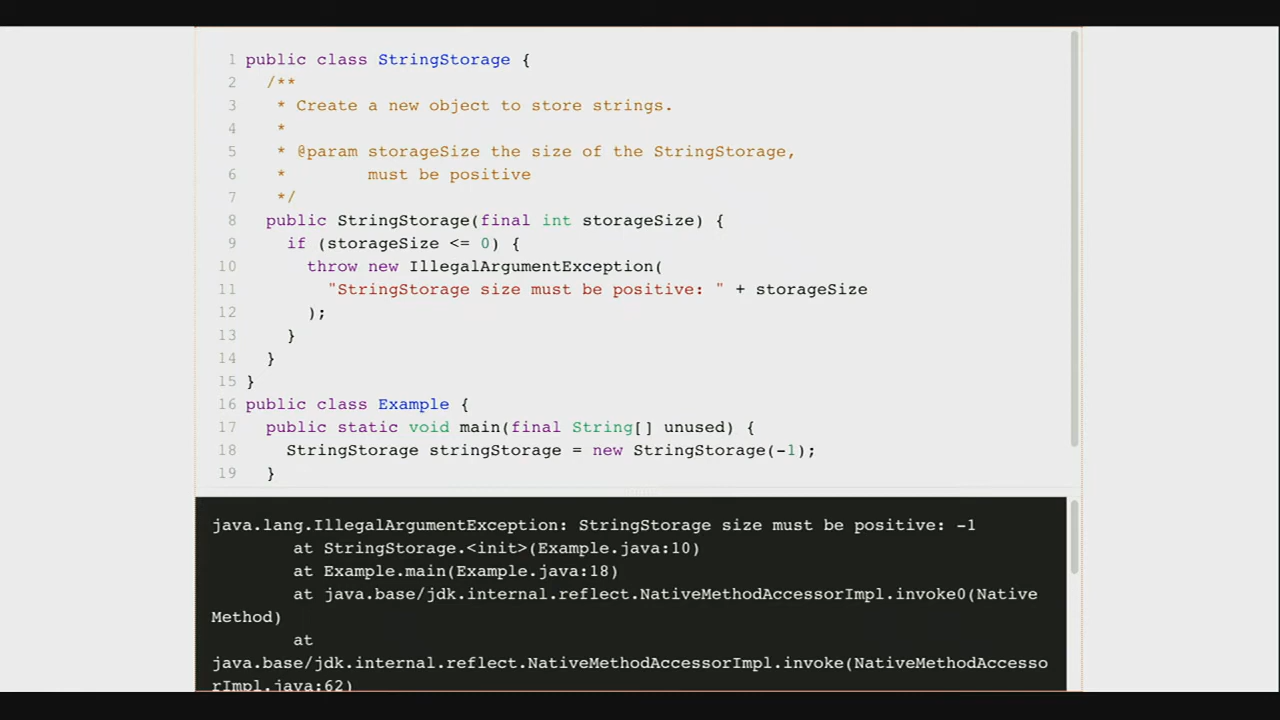 1 public class StringStorage {
2 /**
3 * Create a new object to store strings.
4 *
5 * @param storageSize the size of the StringStorage,
6 * must be positive
7 */
8 public StringStorage(final int storageSize) {
9 if (storageSize <= 0) {
10 throw new IllegalArgumentException(
11 "StringStorage size must be positive: " + storageSize
12 );
13 }
14 }
15 }
16 public class Example {
17 public static void main(final String[] unused) {
18 StringStorage stringStorage = new StringStorage(-1);
19 }
java.lang.IllegalArgumentException: StringStorage size must be positive: -1
at StringStorage.<init>(Example.java:10)
at Example.main(Example.java:18)
at java.base/jdk.internal.reflect.NativeMethodAccessorImpl.invoke0(Native
Method)
at
java.base/jdk.internal.reflect.NativeMethodAccessorImpl.invoke(NativeMethodAccesso
rImpl.java:62)